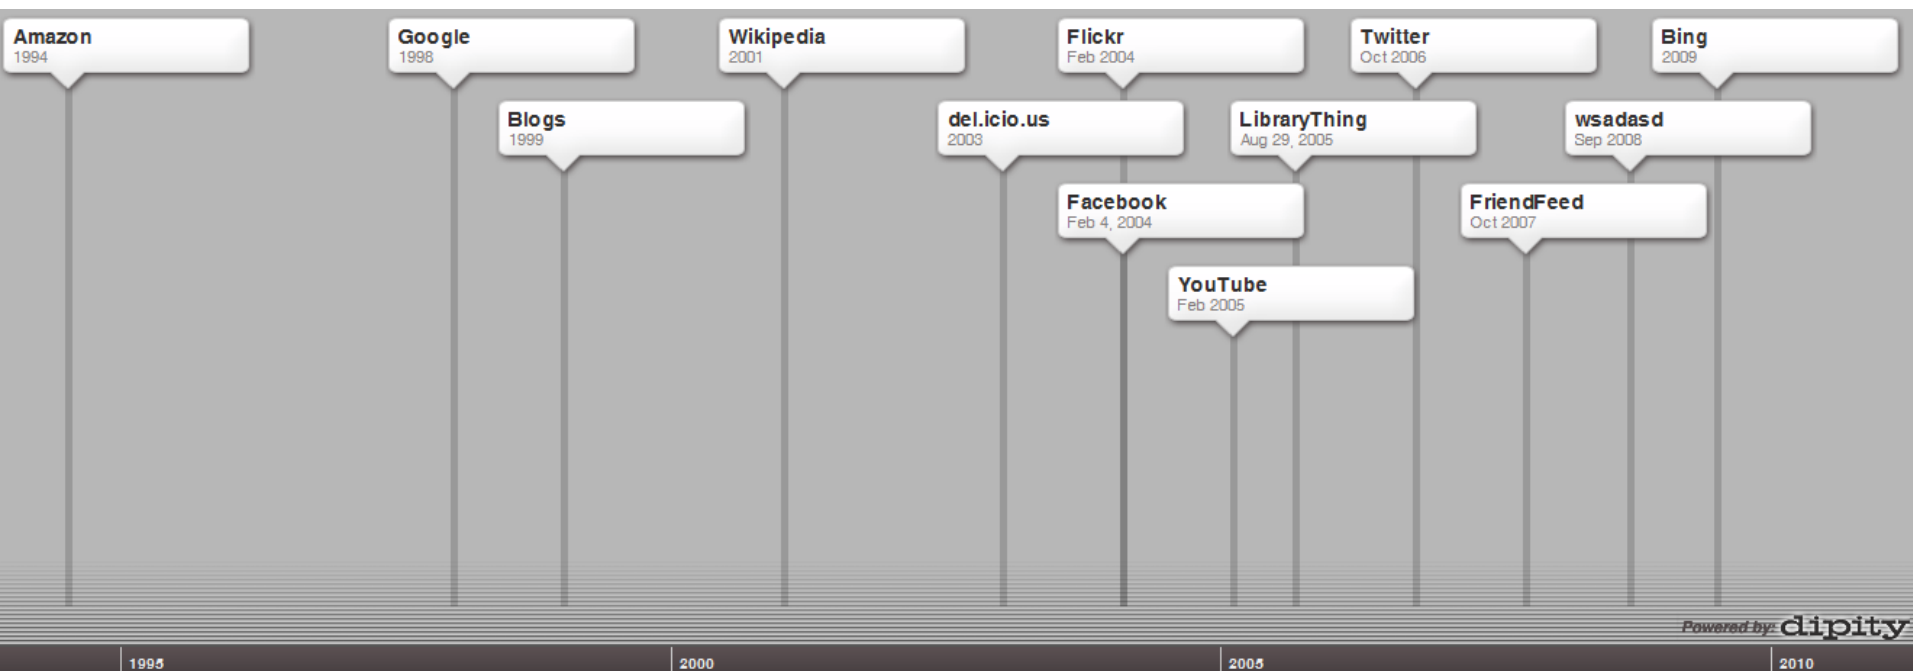 Amazon
1994
Google
1998
Wikipedia
2001
Flickr
Feb 2004
Twitter
Oct 2006
Bing
2009
Blogs
1999
del.icio.us
2003
LibraryThing
Aug 29, 2005
wsadasd
Sep 2008
Facebook
Feb 4, 2004
FriendFeed
Oct 2007
YouTube
Feb 2005
Powered by: dipity
1995
2000
2005
2010